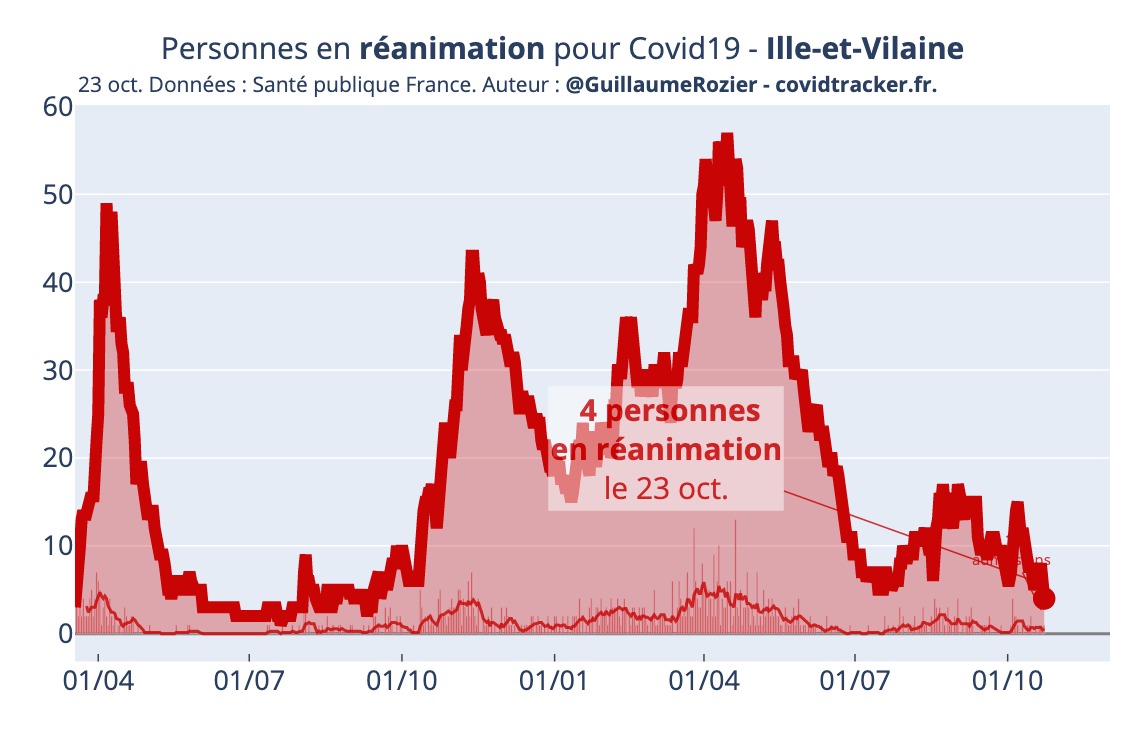 Personnes en réanimation pour Covid19 - Ille-et-Vilaine
23 oct. Données : Santé publique France. Auteur : @GuillaumeRozier - covidtracker.fr.
60
50
40
30
20
10
0
4 personnes
en réanimation
le 23 oct.
01/04
01/07
01/10
01/01
01/04
01/07
01/10